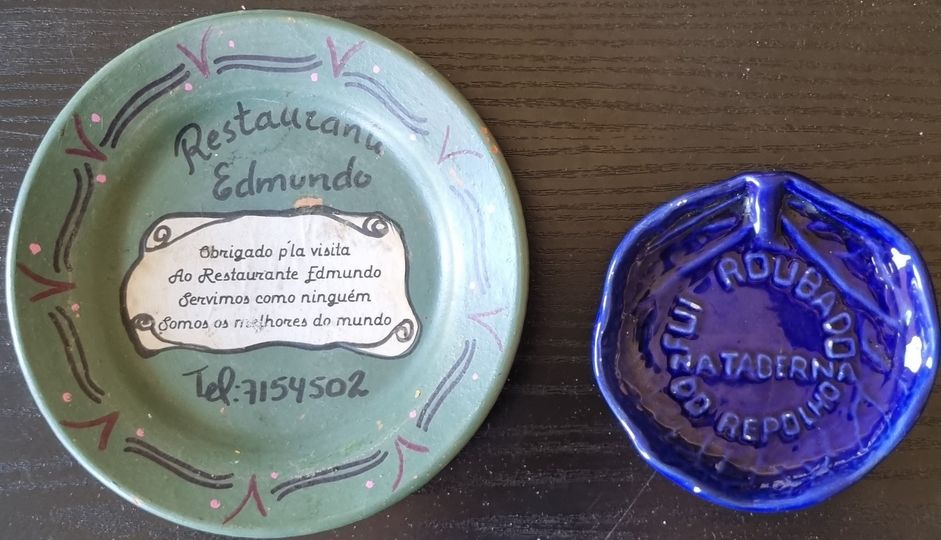 Restaurante
Edmundo
Obrigado p'la visita
Ao Restaurante Edmundo
Servimos como ninguém
Somos os melhores do mundo
Tel:7154502
FUI ROUBADO
NA TABERNA
DO REPOLHO